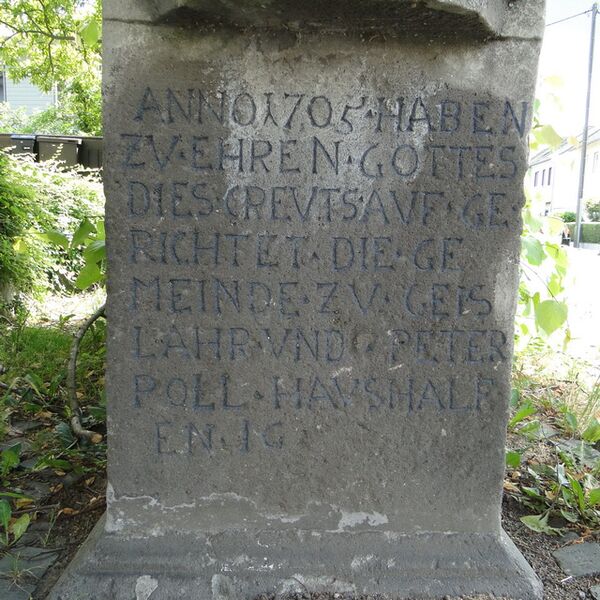 ANNO 1705 · HABEN
ZV · EHREN · GOTTES
DIES · CREVTS · AVF · GE
RICHTET · DIE · GE
MEINDE · ZV · GEIS
LAHR · VND · PETER
POLL · HAVSHALF
EN · IG